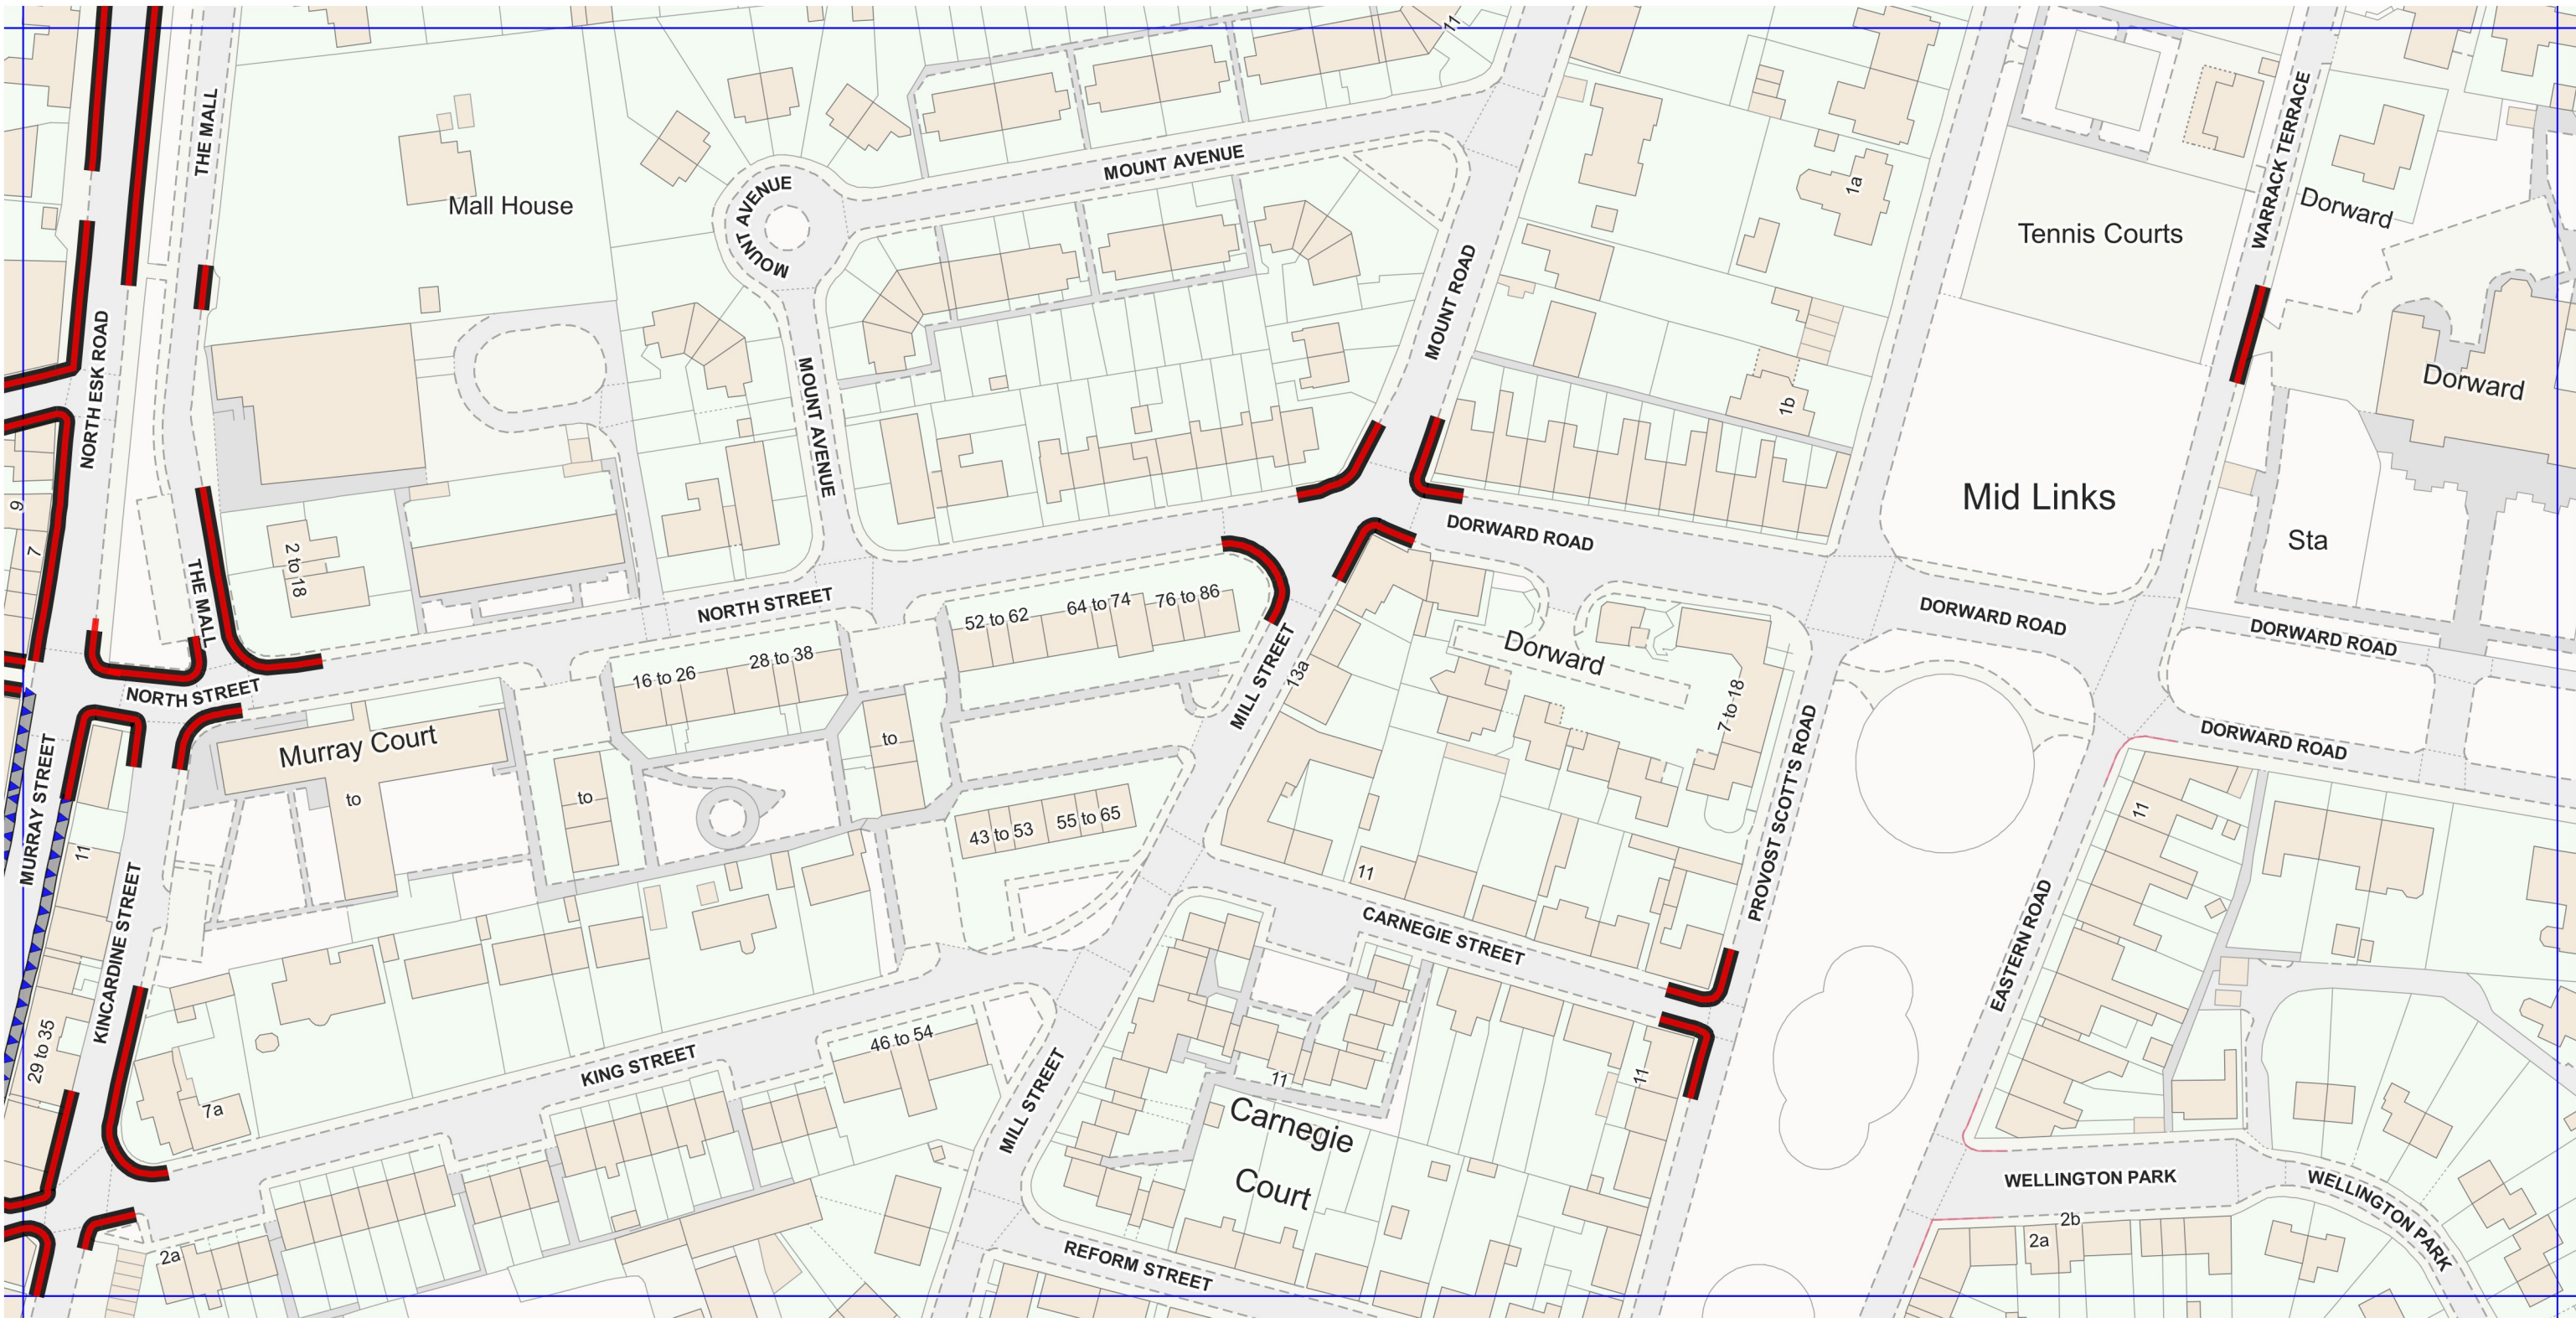 11
THE MALL
Mall House
MOUNT AVENUE
MOUNT AVENUE
MOUNT
1a
WARRACK TERRACE
Dorward
Tennis Courts
NORTH ESK ROAD
MOUNT ROAD
MOUNT AVENUE
1b
Dorward
9
Mid Links
7
2 to 18
THE MALL
DORWARD ROAD
Sta
NORTH STREET
52 to 62
64 to 74
76 to 86
DORWARD ROAD
DORWARD ROAD
16 to 26
28 to 38
MILL STREET
13a
Dorward
NORTH STREET
7 to 18
Murray Court
to
to
to
DORWARD ROAD
MURRAY STREET
11
43 to 53
55 to 65
PROVOST SCOTT'S ROAD
11
KINCARDINE STREET
11
CARNEGIE STREET
EASTERN ROAD
29 to 35
46 to 54
KING STREET
7a
MILL STREET
11
11
Carnegie
Court
WELLINGTON PARK
WELLINGTON PARK
2b
2a
2a
REFORM STREET